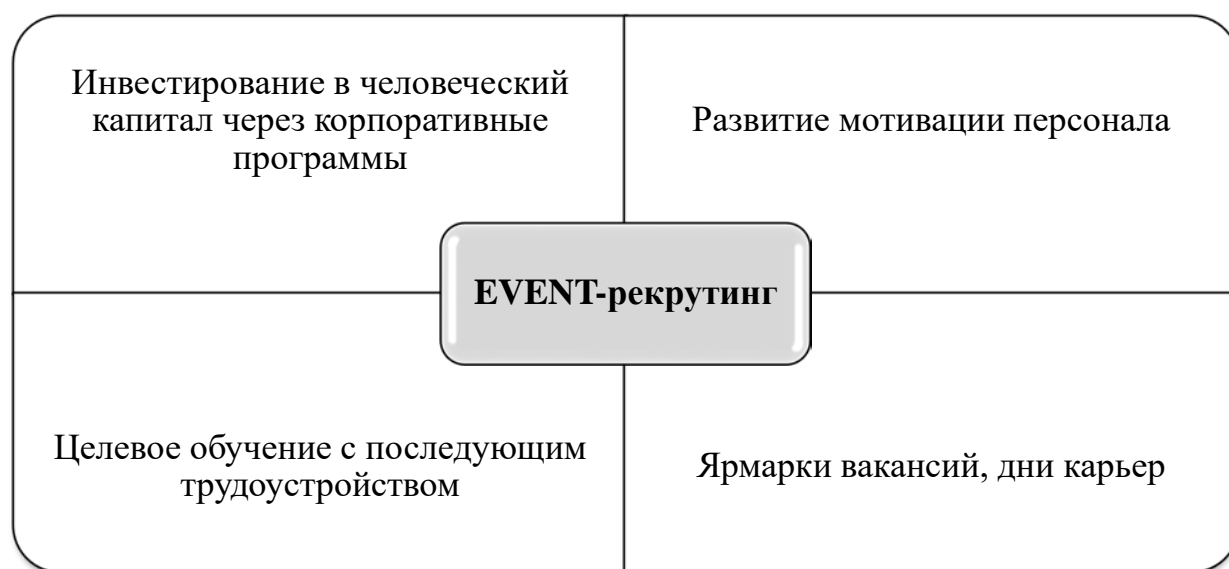 Инвестирование в человеческий
капитал через корпоративные
программы
Развитие мотивации персонала
EVENT-рекрутинг
Целевое обучение с последующим
трудоустройством
Ярмарки вакансий, дни карьер